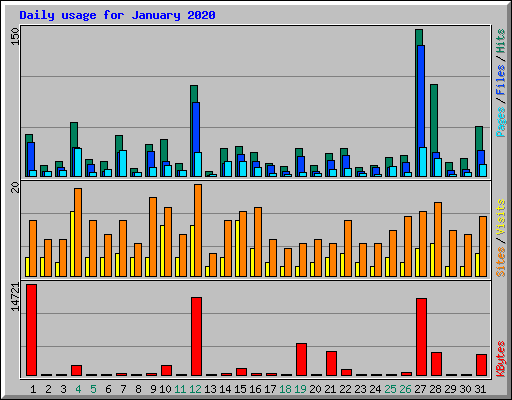 Daily usage for January 2020
150
Pages / Files / Hits
20
Sites / Visits
14721
KBytes
1 2 3 4 5 6 7 8 9 10 11 12 13 14 15 16 17 18 19 20 21 22 23 24 25 26 27 28 29 30 31